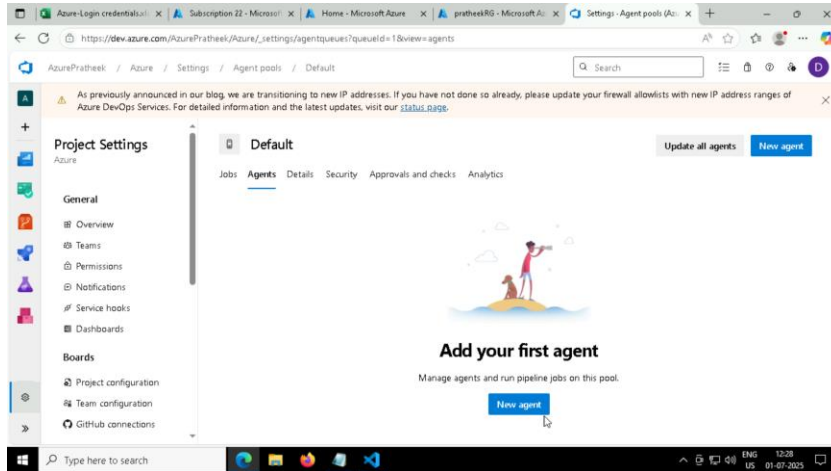 Azure-Login credentials.al
Subscription 22 - Microsoft
Home - Microsoft Azure
pratheekRG - Microsoft Az
Settings - Agent pools (Azu
https://dev.azure.com/AzurePratheek/Azure/_settings/agentqueues?queueId=1&view=agents
AzurePratheek / Azure / Settings / Agent pools / Default
Search
D
A
As previously announced in our blog, we are transitioning to new IP addresses. If you have not done so already, please update your firewall allowlists with new IP address ranges of
Azure DevOps Services. For detailed information and the latest updates, visit our status page.
Project Settings
Azure
General
Overview
Teams
Permissions
Notifications
Service hooks
Dashboards
Boards
Project configuration
Team configuration
GitHub connections
Default
Update all agents
New agent
Jobs Agents Details Security Approvals and checks Analytics
Add your first agent
Manage agents and run pipeline jobs on this pool.
New agent
Type here to search
ENG
US
12:28
01-07-2025